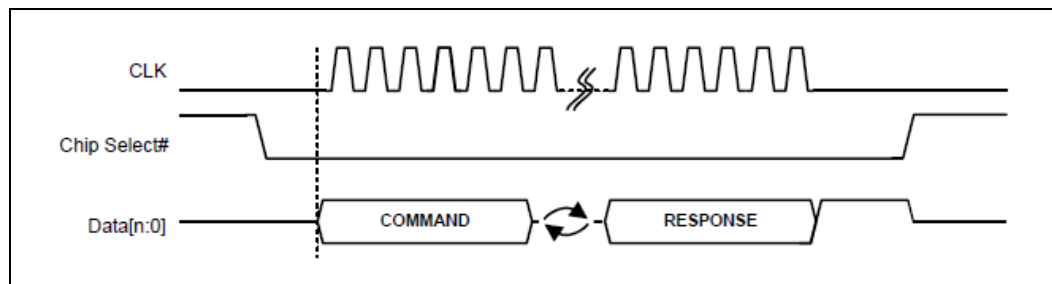 CLK
Chip Select#
Data[n:0]
COMMAND
RESPONSE